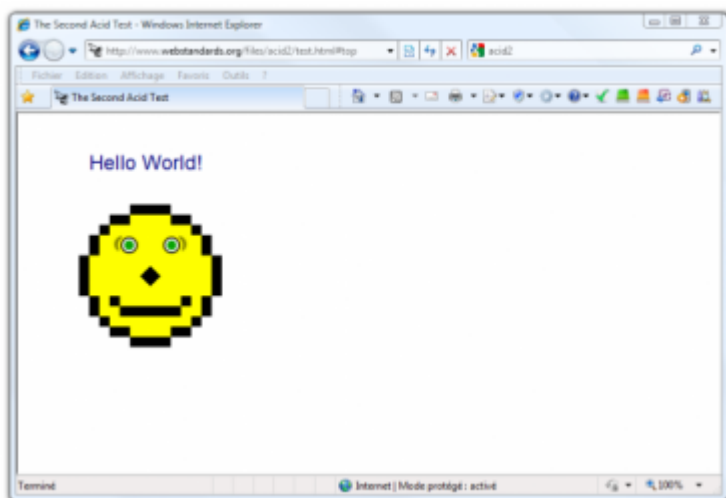 The Second Acid Test - Windows Internet Explorer
http://www.webstandards.org/files/acid2/test.html#top acid2
Fichier Edition Affichage Favoris Outils ?
The Second Acid Test
Hello World!
Terminé Internet | Mode protégé : activé 100%